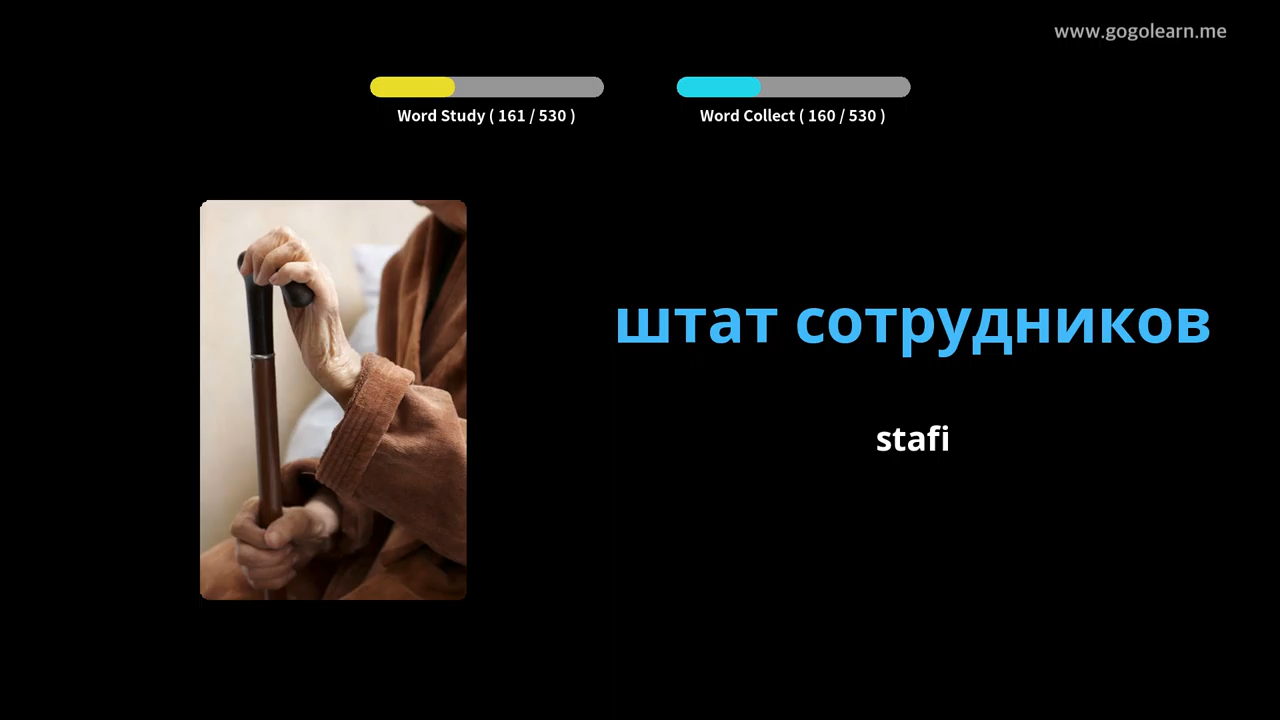 www.gogolearn.me
Word Study ( 161 / 530 )
Word Collect ( 160 / 530 )
штат сотрудников
stafi